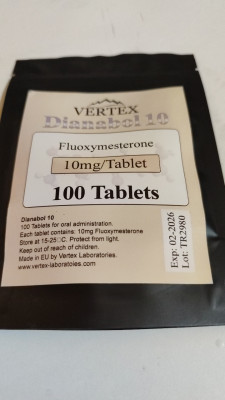 VERTEX
Dianabol 10
Fluoxymesterone
10mg/Tablet
100 Tablets
Dianabol 10
100 Tablets for oral administration.
Each tablet contains: 10mg Fluoxymesterone
Store at 15-25□C. Protect from light.
Keep out of reach of children.
Made in EU by Vertex Laboratories.
www.vertex-laboratoies.com
Exp: 02-2026
Lot: TR2980